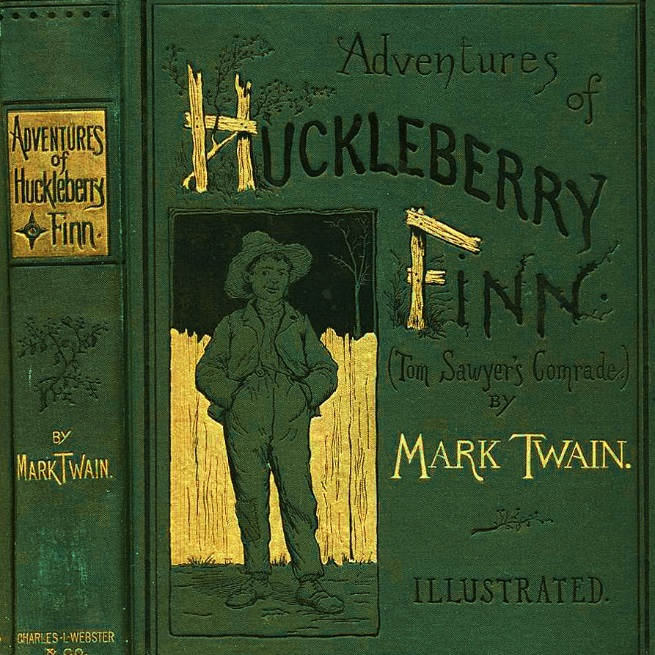 ADVENTURES
of
Huckleberry
Finn.
BY
MARK TWAIN.
CHARLES·L·WEBSTER
& CO.
Adventures
of
HUCKLEBERRY
FINN.
(Tom Sawyer's Comrade.)
BY
MARK TWAIN.
ILLUSTRATED.